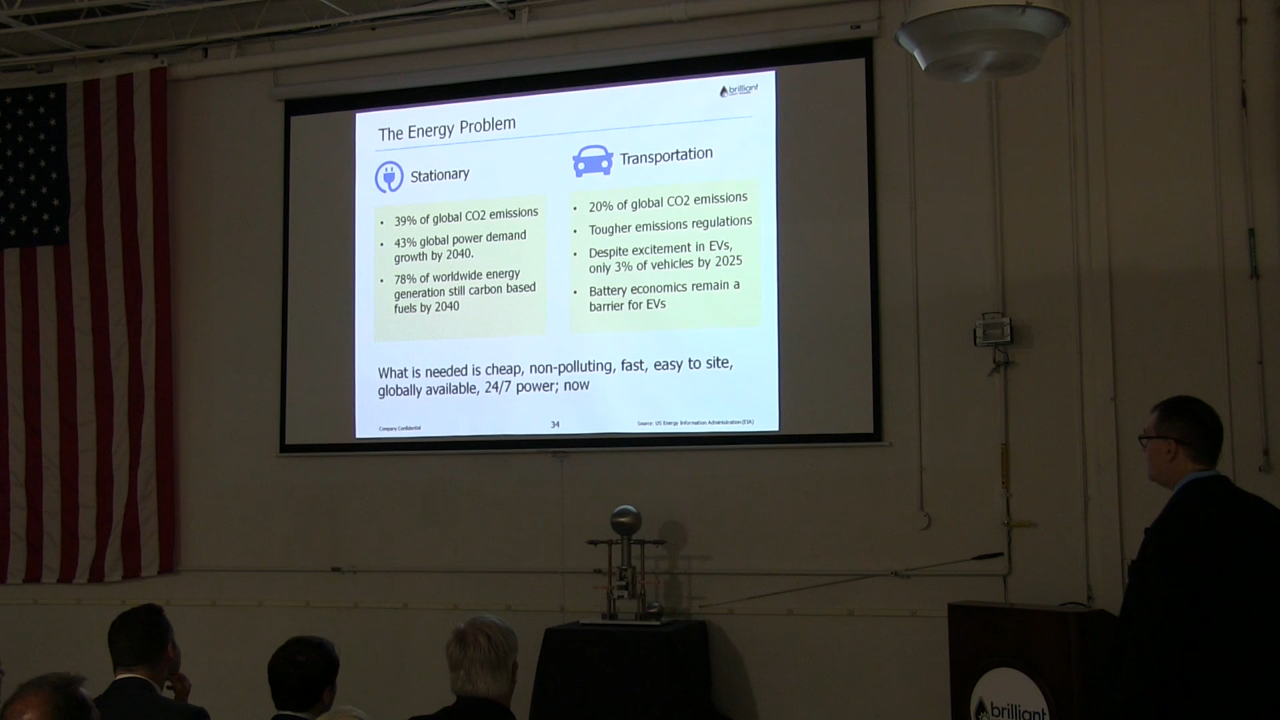 brilliant
The Energy Problem
Stationary
• 39% of global CO2 emissions
• 43% global power demand
growth by 2040.
• 78% of worldwide energy
generation still carbon based
fuels by 2040
Transportation
• 20% of global CO2 emissions
• Tougher emissions regulations
• Despite excitement in EVs,
only 3% of vehicles by 2025
• Battery economics remain a
barrier for EVs
What is needed is cheap, non-polluting, fast, easy to site,
globally available, 24/7 power; now
Company Confidential
34
Source: US Energy Information Administration (EIA)
brilliant